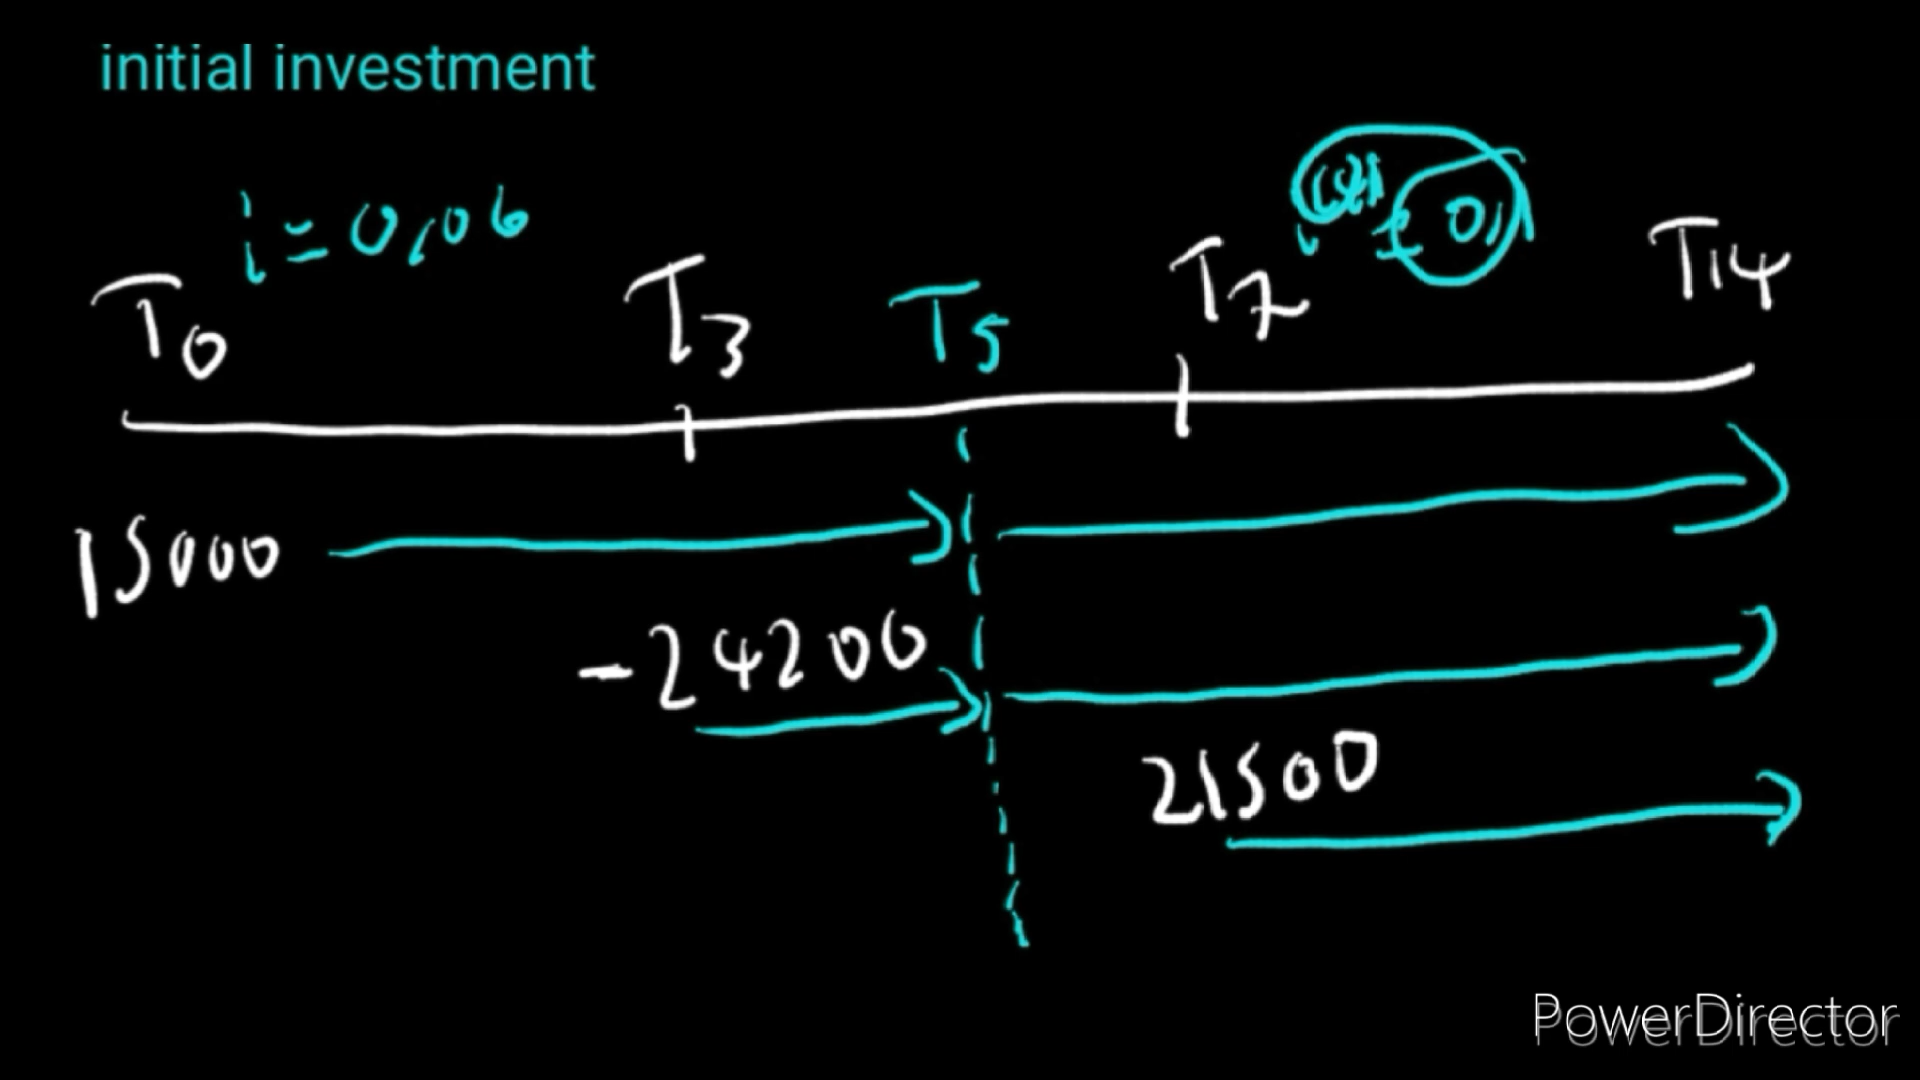 initial investment
i = 0,06
T0 T3 T5 T7 T14
15000
-24200
21500
PowerDirector